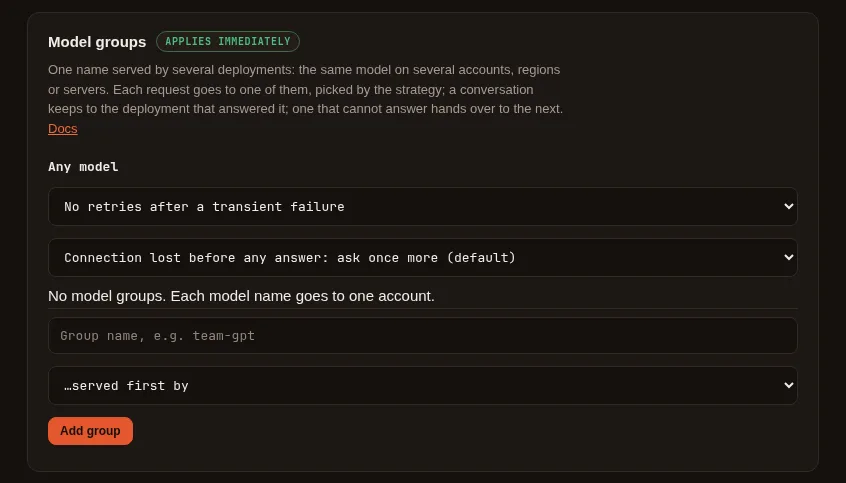 Model groups APPLIES IMMEDIATELY
One name served by several deployments: the same model on several accounts, regions
or servers. Each request goes to one of them, picked by the strategy; a conversation
keeps to the deployment that answered it; one that cannot answer hands over to the next.
Docs
Any model
No retries after a transient failure
Connection lost before any answer: ask once more (default)
No model groups. Each model name goes to one account.
Group name, e.g. team-gpt
…served first by
Add group